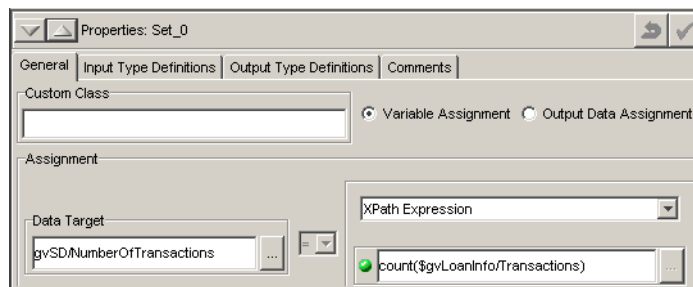 Properties: Set_0
General Input Type Definitions Output Type Definitions Comments
Custom Class
Variable Assignment Output Data Assignment
Assignment
XPath Expression
Data Target
gvSD/NumberOfTransactions ... = count($gvLoanInfo/Transactions) ...